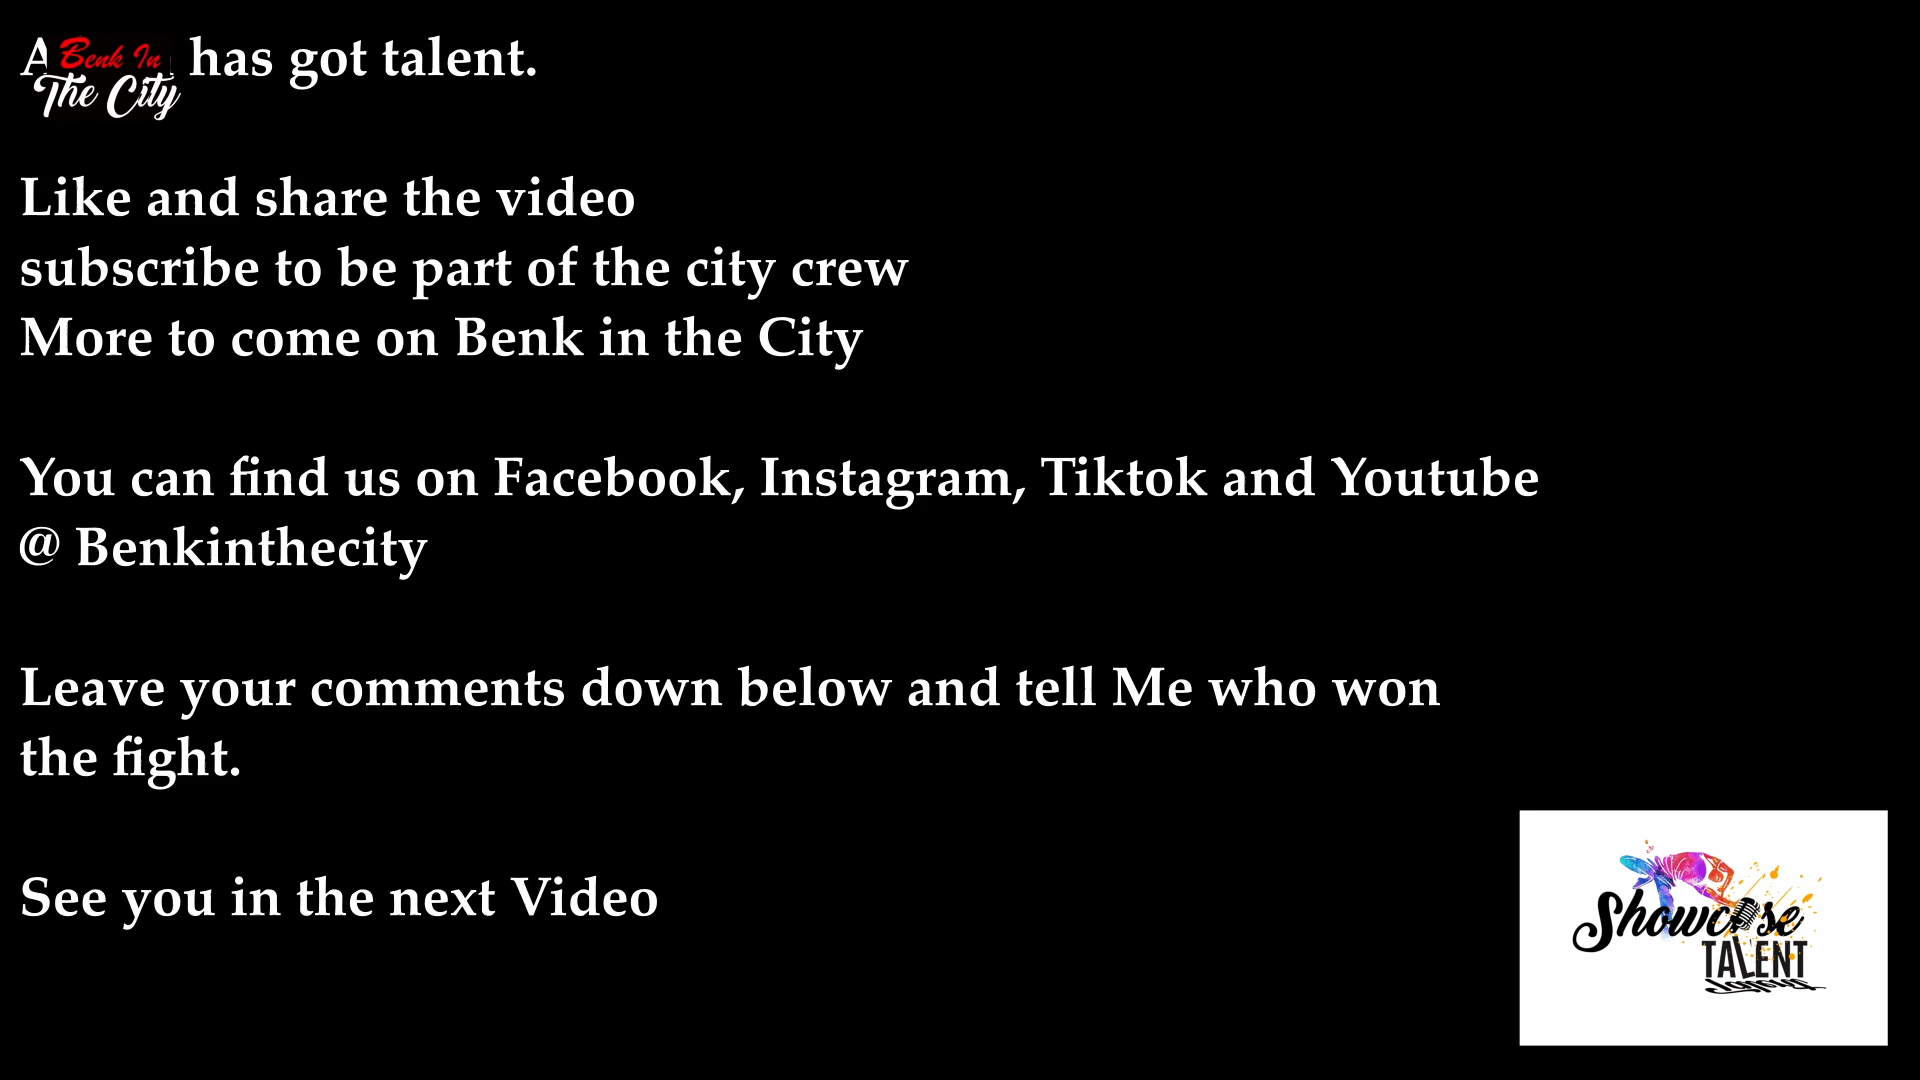 Benk In
The City
has got talent.
Like and share the video
subscribe to be part of the city crew
More to come on Benk in the City
You can find us on Facebook, Instagram, Tiktok and Youtube
@ Benkinthecity
Leave your comments down below and tell Me who won
the fight.
See you in the next Video
Showcase
TALENT